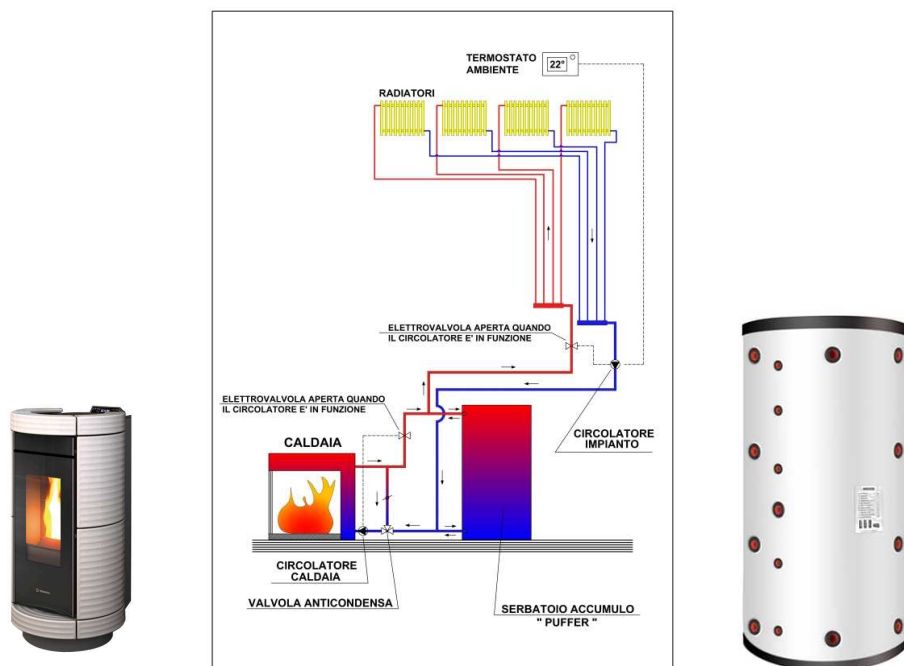 TERMOSTATO
AMBIENTE
22°
RADIATORI
ELETTROVALVOLA APERTA QUANDO
IL CIRCOLATORE E' IN FUNZIONE
ELETTROVALVOLA APERTA QUANDO
IL CIRCOLATORE E' IN FUNZIONE
CIRCOLATORE
IMPIANTO
CALDAIA
CIRCOLATORE
CALDAIA
VALVOLA ANTICONDENSA
SERBATOIO ACCUMULO
" PUFFER "